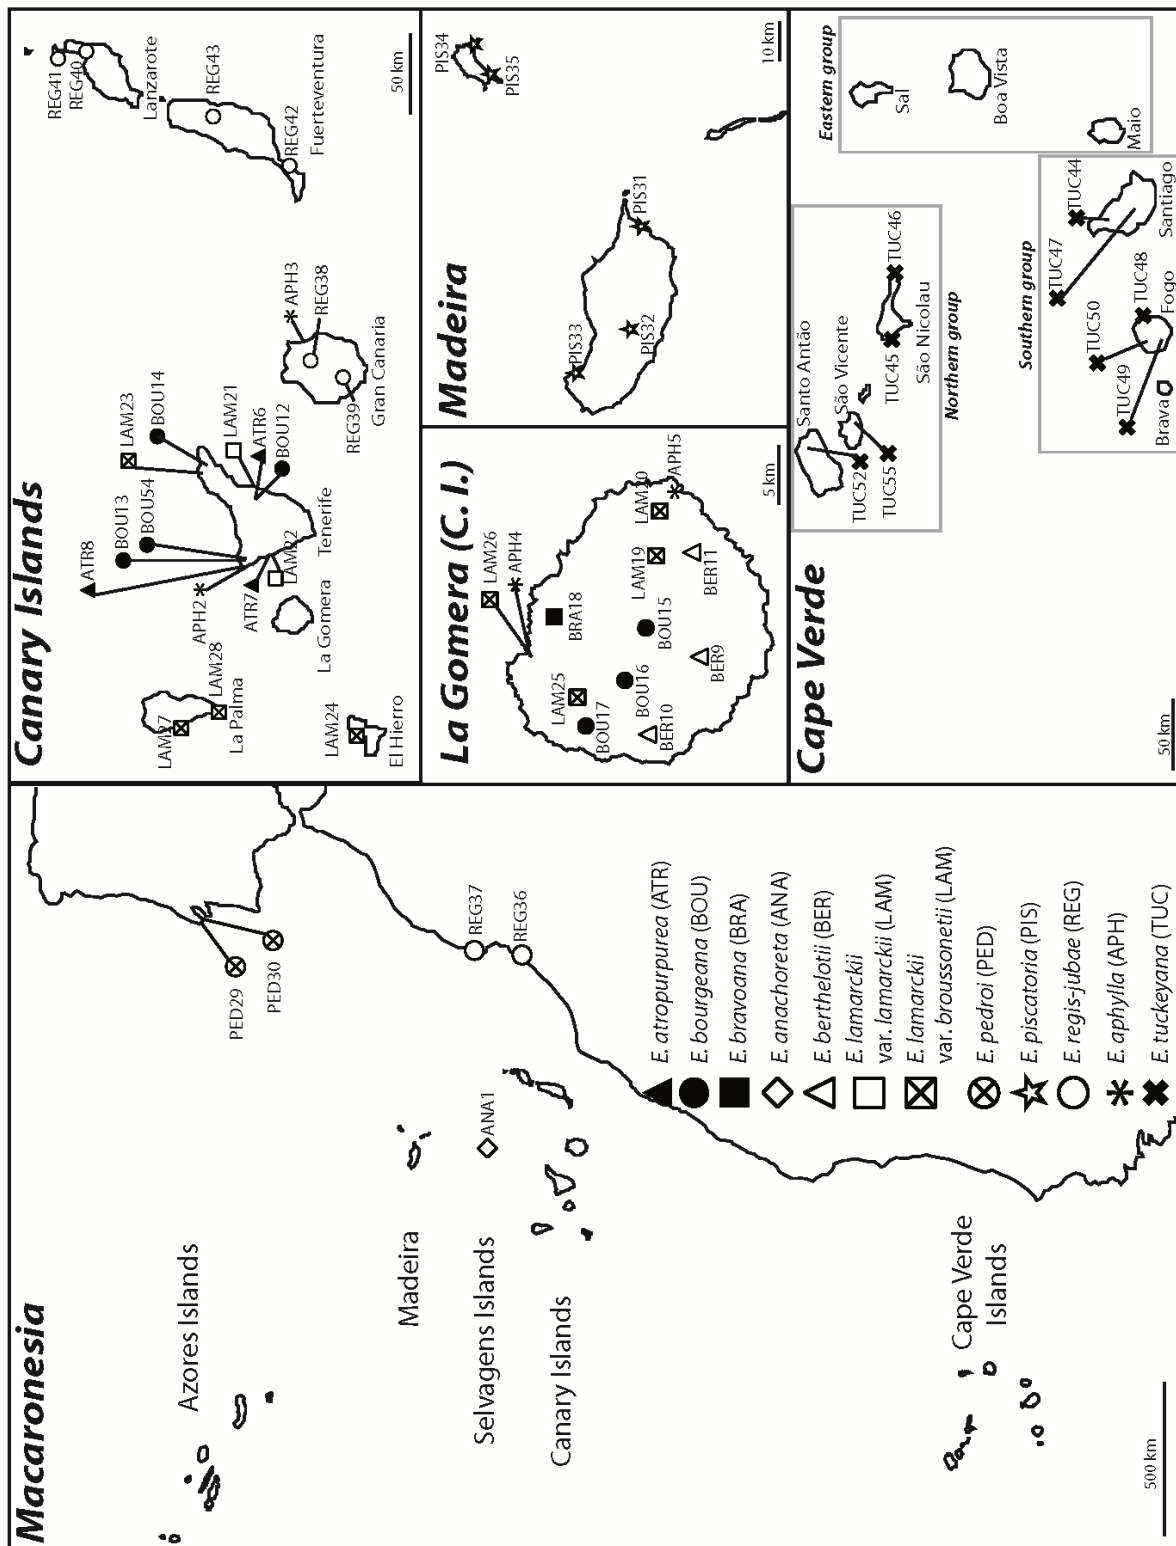 Macaronesia
Azores Islands
Madeira
Selvagens Islands
Canary Islands
Cape Verde
Islands
PED29
PED30
REG37
REG36
ANA1
500 km
E. atropurpurea (ATR)
E. bourgeana (BOU)
E. bravoana (BRA)
E. anachoreta (ANA)
E. berthelotii (BER)
E. lamarckii
var. lamarckii (LAM)
E. lamarckii
var. broussonetii (LAM)
E. pedroi (PED)
E. piscatoria (PIS)
E. regis-jubae (REG)
E. aphylla (APH)
E. tuckeyana (TUC)
Canary Islands
LAM27
LAM28
La Palma
LAM24
El Hierro
ATR8
BOU13
BOU54
APH2
ATR7
LAM22
La Gomera
Tenerife
LAM23
BOU14
LAM21
ATR6
BOU12
APH3
REG38
REG39
Gran Canaria
REG41
REG40
Lanzarote
REG43
REG42
Fuerteventura
50 km
La Gomera (C. I.)
LAM26
APH4
BRA18
LAM25
BOU17
BOU16
BOU15
BER10
BER9
LAM19
LAM20
BER11
APH5
5 km
Madeira
PIS33
PIS32
PIS31
PIS34
PIS35
10 km
Cape Verde
Santo Antão
São Vicente
TUC52
TUC55
TUC45
TUC46
São Nicolau
Northern group
Eastern group
Sal
Boa Vista
Maio
Southern group
TUC44
TUC47
Santiago
TUC50
TUC48
Fogo
TUC49
Brava
50 km